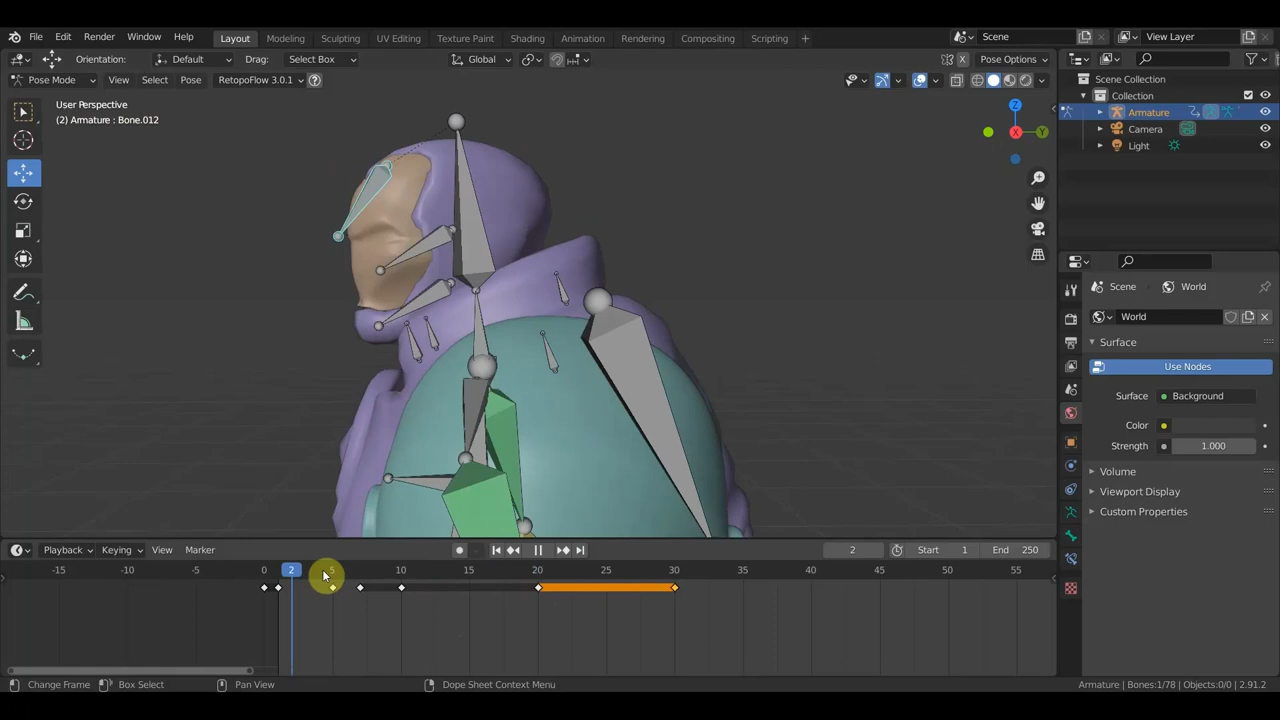 File Edit Render Window Help Layout Modeling Sculpting UV Editing Texture Paint Shading Animation Rendering Compositing Scripting + Scene View Layer
Orientation: Default Drag: Select Box Global Pose Options
Pose Mode View Select Pose RetopoFlow 3.0.1 ?
User Perspective
(2) Armature : Bone.012
Z
X
Y
Scene Collection
Collection
Armature
Camera
Light
Scene World
World
Surface
Use Nodes
Surface Background
Color
Strength 1.000
Volume
Viewport Display
Custom Properties
Playback Keying View Marker 2 Start 1 End 250
-15 -10 -5 0 2 5 10 15 20 25 30 35 40 45 50 55
Change Frame Box Select Pan View Dope Sheet Context Menu Armature | Bones:1/78 | Objects:0/0 | 2.91.2